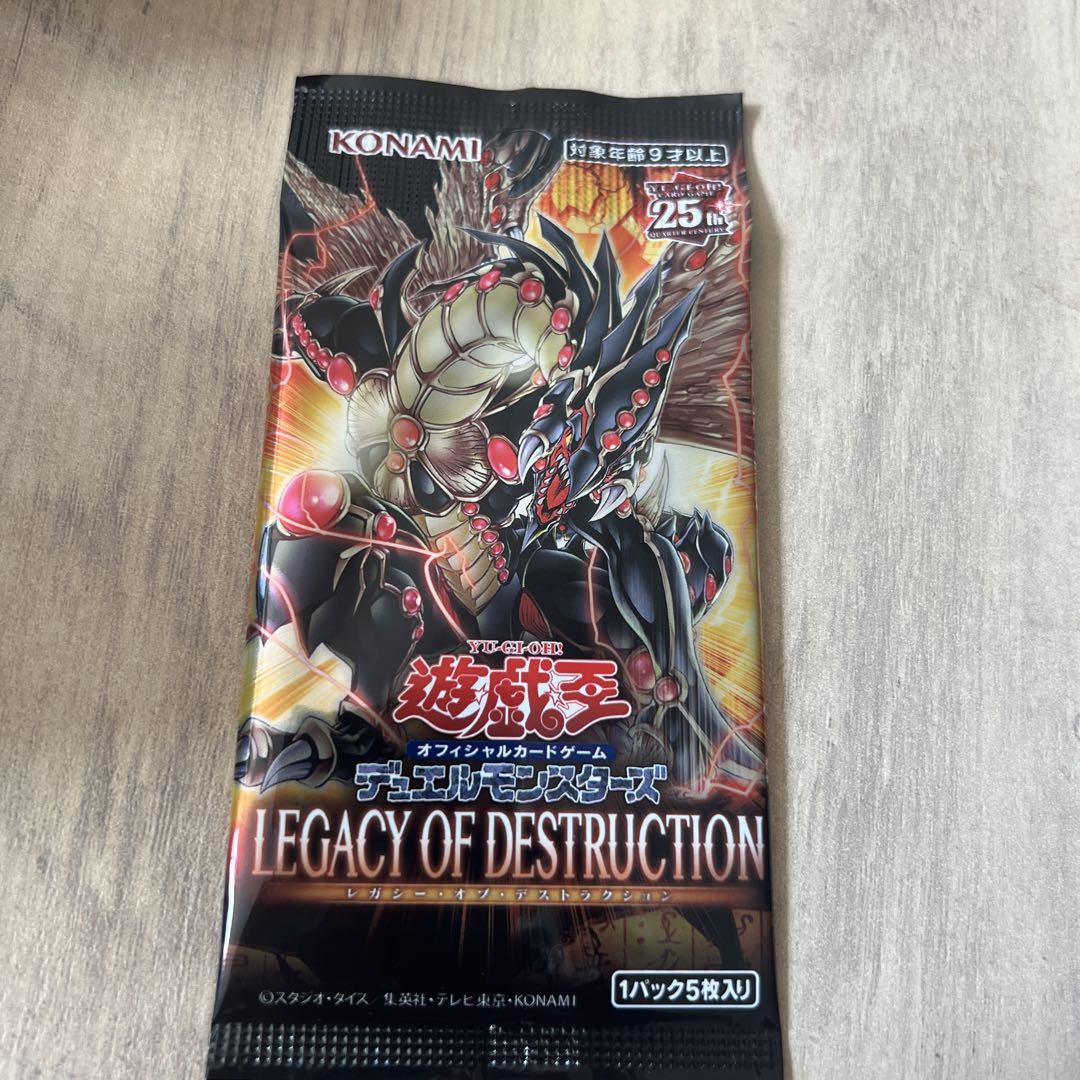 KONAMI
対象年齢9才以上
YU-GI-OH!
CARD GAME
25th
QUARTER CENTURY
YU-GI-OH!
遊戯王
オフィシャルカードゲーム
デュエルモンスターズ
LEGACY OF DESTRUCTION
レガシー・オブ・デストラクション
©スタジオ・ダイス／集英社・テレビ東京・KONAMI
1パック5枚入り